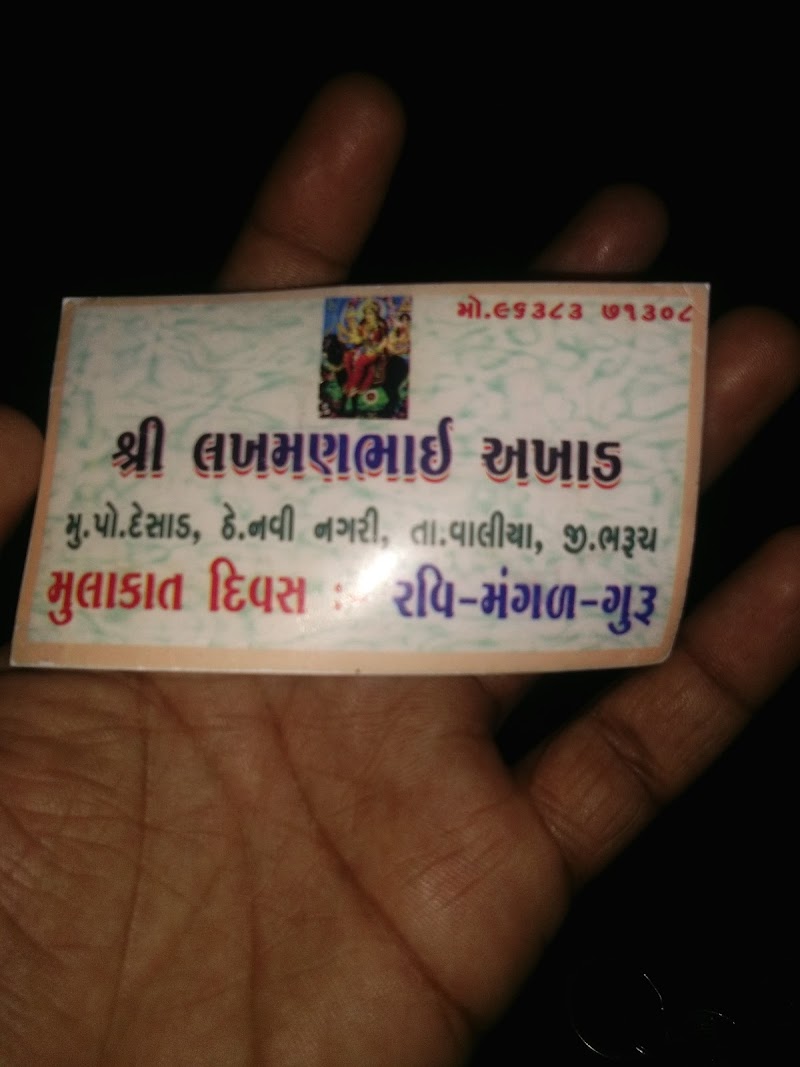 મો.૯૬૩૮૩ ૭૧૩૦૮
શ્રી લખમણભાઈ અખાડ
મુ.પો.દેસાડ, ઠે.નવી નગરી, તા.વાલીયા, જી.ભરૂચ
મુલાકાત દિવસ : રવિ-મંગળ-ગુરૂ